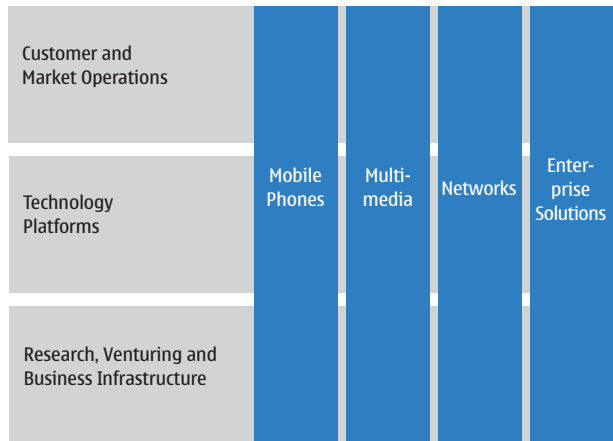 Customer and
Market Operations
Mobile
Phones
Multi-
media
Networks
Enter-
prise
Solutions
Technology
Platforms
Research, Venturing and
Business Infrastructure